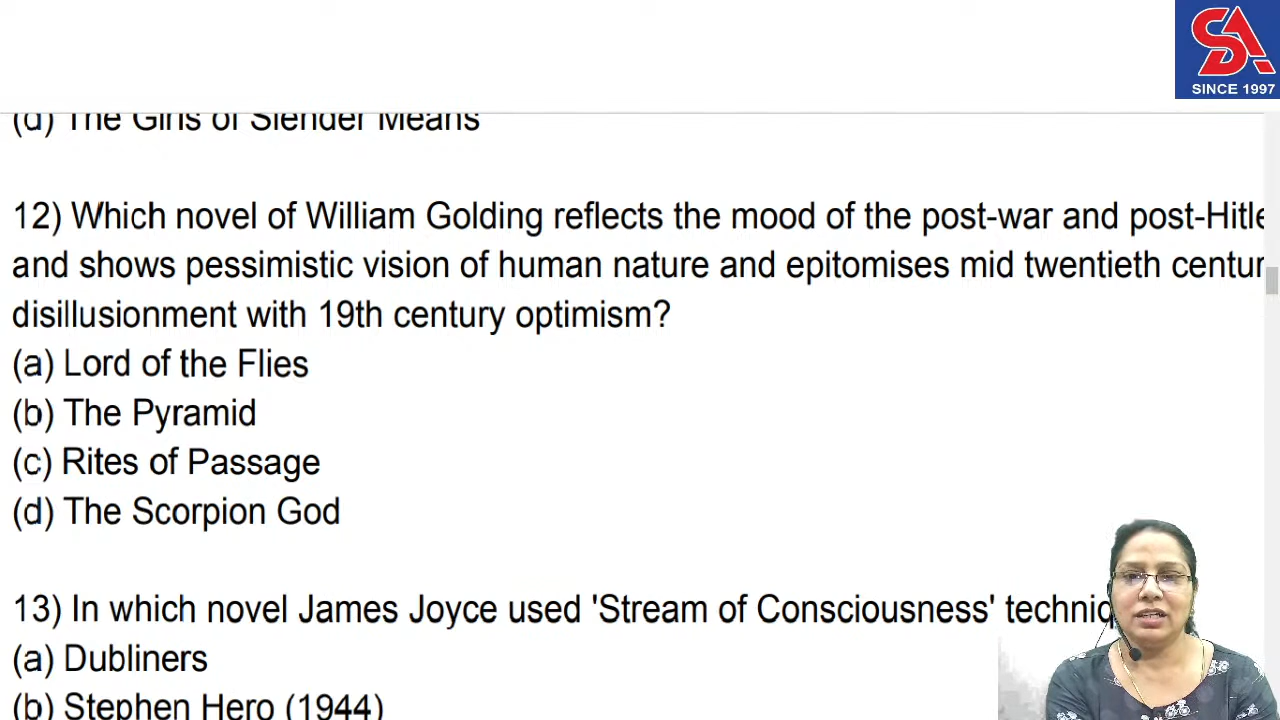 SA
SINCE 1997
(d) The Girls of Slender Means
12) Which novel of William Golding reflects the mood of the post-war and post-Hitle
and shows pessimistic vision of human nature and epitomises mid twentieth centur
disillusionment with 19th century optimism?
(a) Lord of the Flies
(b) The Pyramid
(c) Rites of Passage
(d) The Scorpion God
13) In which novel James Joyce used 'Stream of Consciousness' techniq
(a) Dubliners
(b) Stephen Hero (1944)